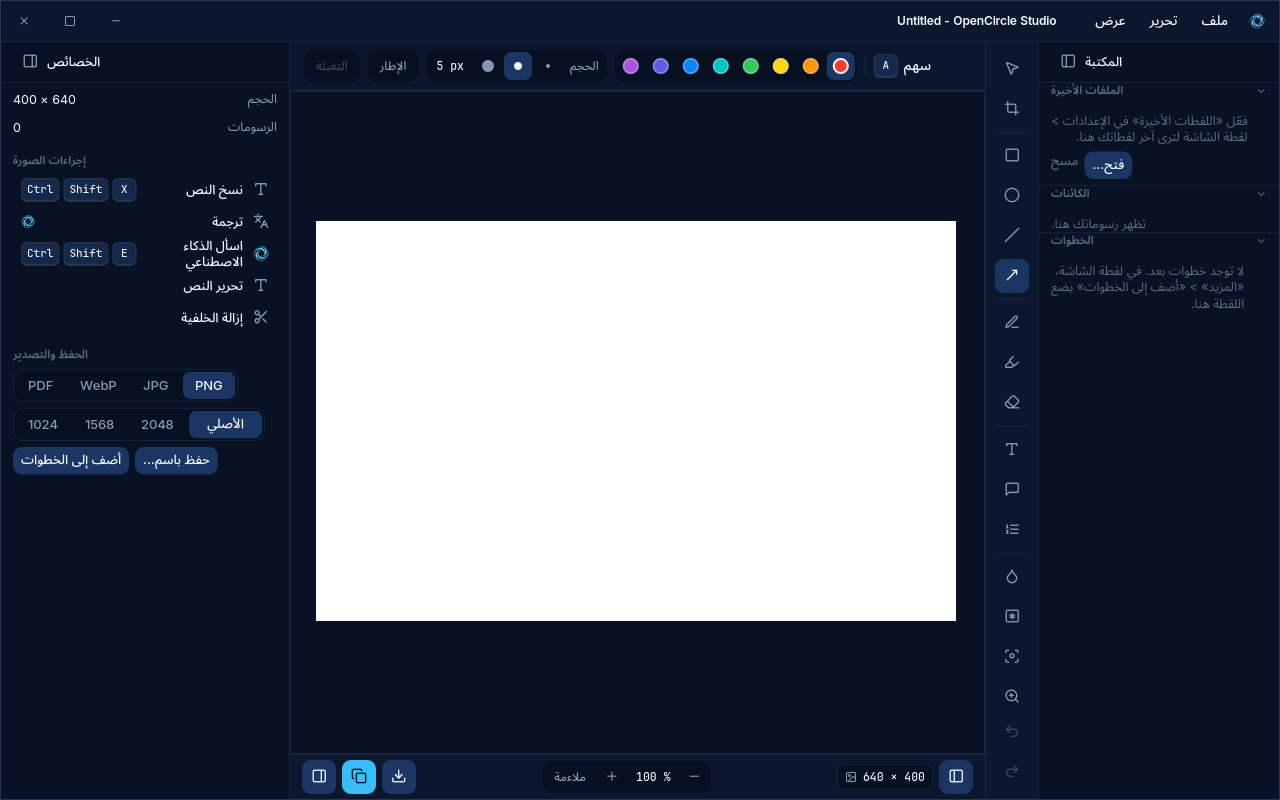 ملف تحرير عرض Untitled - OpenCircle Studio
المكتبة
الملفات الأخيرة
فعّل «اللقطات الأخيرة» في الإعدادات >
لقطة الشاشة لترى آخر لقطاتك هنا.
فتح... مسح
الكائنات
تظهر رسوماتك هنا.
الخطوات
لا توجد خطوات بعد. في لقطة الشاشة،
«المزيد» > «أضف إلى الخطوات» يضع
اللقطة هنا.
سهم A الحجم 5 px الإطار التعبئة
640 × 400 100 % ملاءمة
الخصائص
الحجم 640 × 400
الرسومات 0
إجراءات الصورة
نسخ النص Ctrl Shift X
ترجمة
اسأل الذكاء
الاصطناعي Ctrl Shift E
تحرير النص
إزالة الخلفية
الحفظ والتصدير
PNG JPG WebP PDF
الأصلي 2048 1568 1024
حفظ باسم... أضف إلى الخطوات